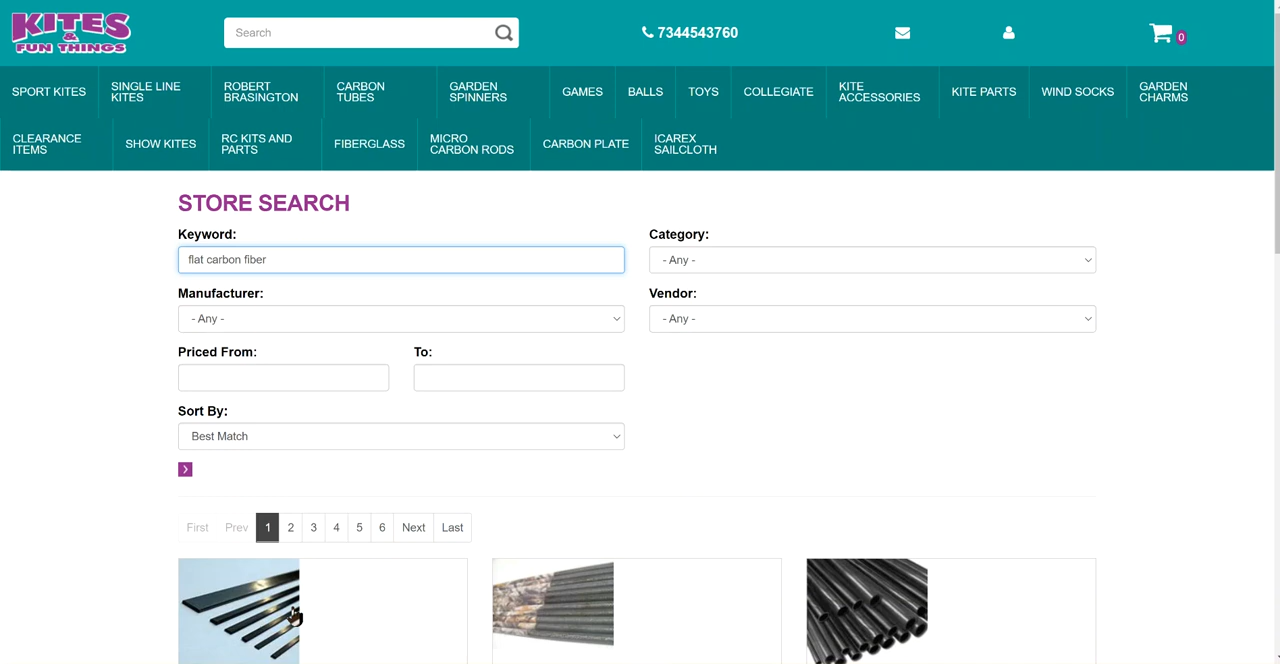 KITES
&
FUN THINGS
Search
7344543760
0
SPORT KITES
SINGLE LINE
KITES
ROBERT
BRASINGTON
CARBON
TUBES
GARDEN
SPINNERS
GAMES
BALLS
TOYS
COLLEGIATE
KITE
ACCESSORIES
KITE PARTS
WIND SOCKS
GARDEN
CHARMS
CLEARANCE
ITEMS
SHOW KITES
RC KITS AND
PARTS
FIBERGLASS
MICRO
CARBON RODS
CARBON PLATE
ICAREX
SAILCLOTH
STORE SEARCH
Keyword:
flat carbon fiber
Category:
- Any -
Manufacturer:
- Any -
Vendor:
- Any -
Priced From:
To:
Sort By:
Best Match
First Prev 1 2 3 4 5 6 Next Last